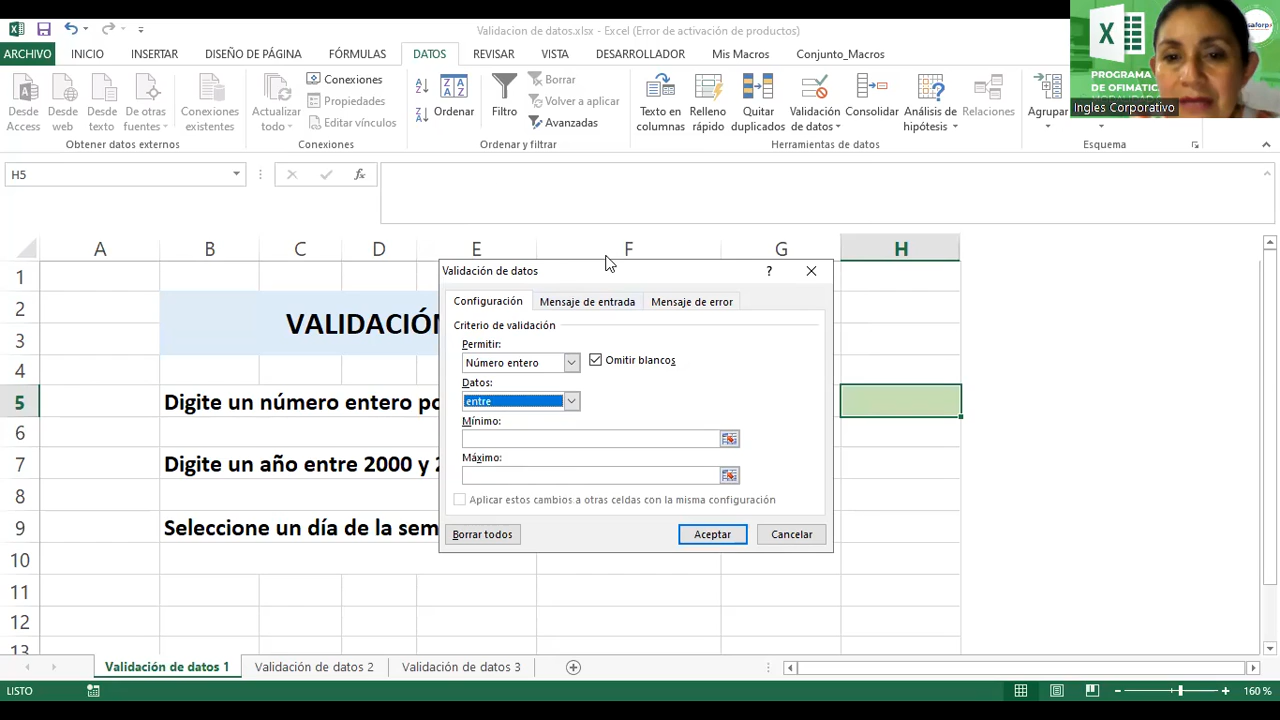 Validacion de datos.xlsx - Excel (Error de activación de productos)
ARCHIVO INICIO INSERTAR DISEÑO DE PÁGINA FÓRMULAS DATOS REVISAR VISTA DESARROLLADOR Mis Macros Conjunto_Macros
Desde Access
Desde web
Desde texto
De otras fuentes
Conexiones existentes
Obtener datos externos
Actualizar todo
Conexiones
Propiedades
Editar vínculos
Conexiones
Ordenar
Filtro
Borrar
Volver a aplicar
Avanzadas
Ordenar y filtrar
Texto en columnas
Relleno rápido
Quitar duplicados
Validación de datos
Consolidar
Análisis de hipótesis
Relaciones
Herramientas de datos
Agrupar
Esquema
PROGRAMA
DE OFIMÁTICA
Ingles Corporativo
H5
fx
A B C D E F G H
1
2
3
VALIDACIÓN
4
5 Digite un número entero po
6
7 Digite un año entre 2000 y 2
8
9 Seleccione un día de la sem
10
11
12
13
Validación de datos ?
Configuración Mensaje de entrada Mensaje de error
Criterio de validación
Permitir:
Número entero Omitir blancos
Datos:
entre
Mínimo:
Máximo:
Aplicar estos cambios a otras celdas con la misma configuración
Borrar todos Aceptar Cancelar
Validación de datos 1 Validación de datos 2 Validación de datos 3
LISTO 160 %